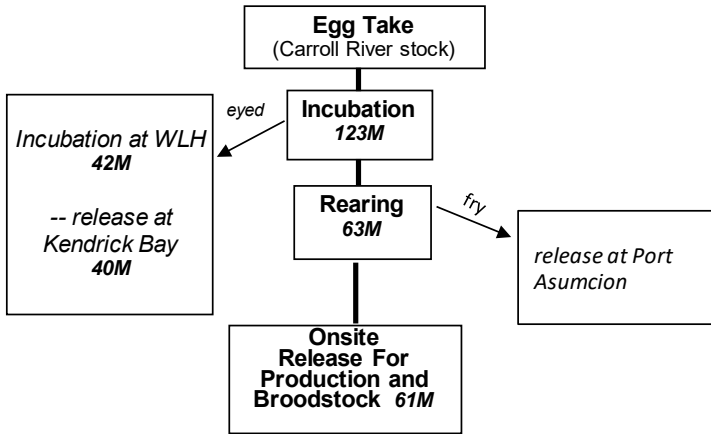 Egg Take
(Carroll River stock)
eyed
Incubation
123M
Incubation at WLH
42M
-- release at
Kendrick Bay
40M
Rearing
63M
fry
release at Port
Asumcion
Onsite
Release For
Production and
Broodstock 61M